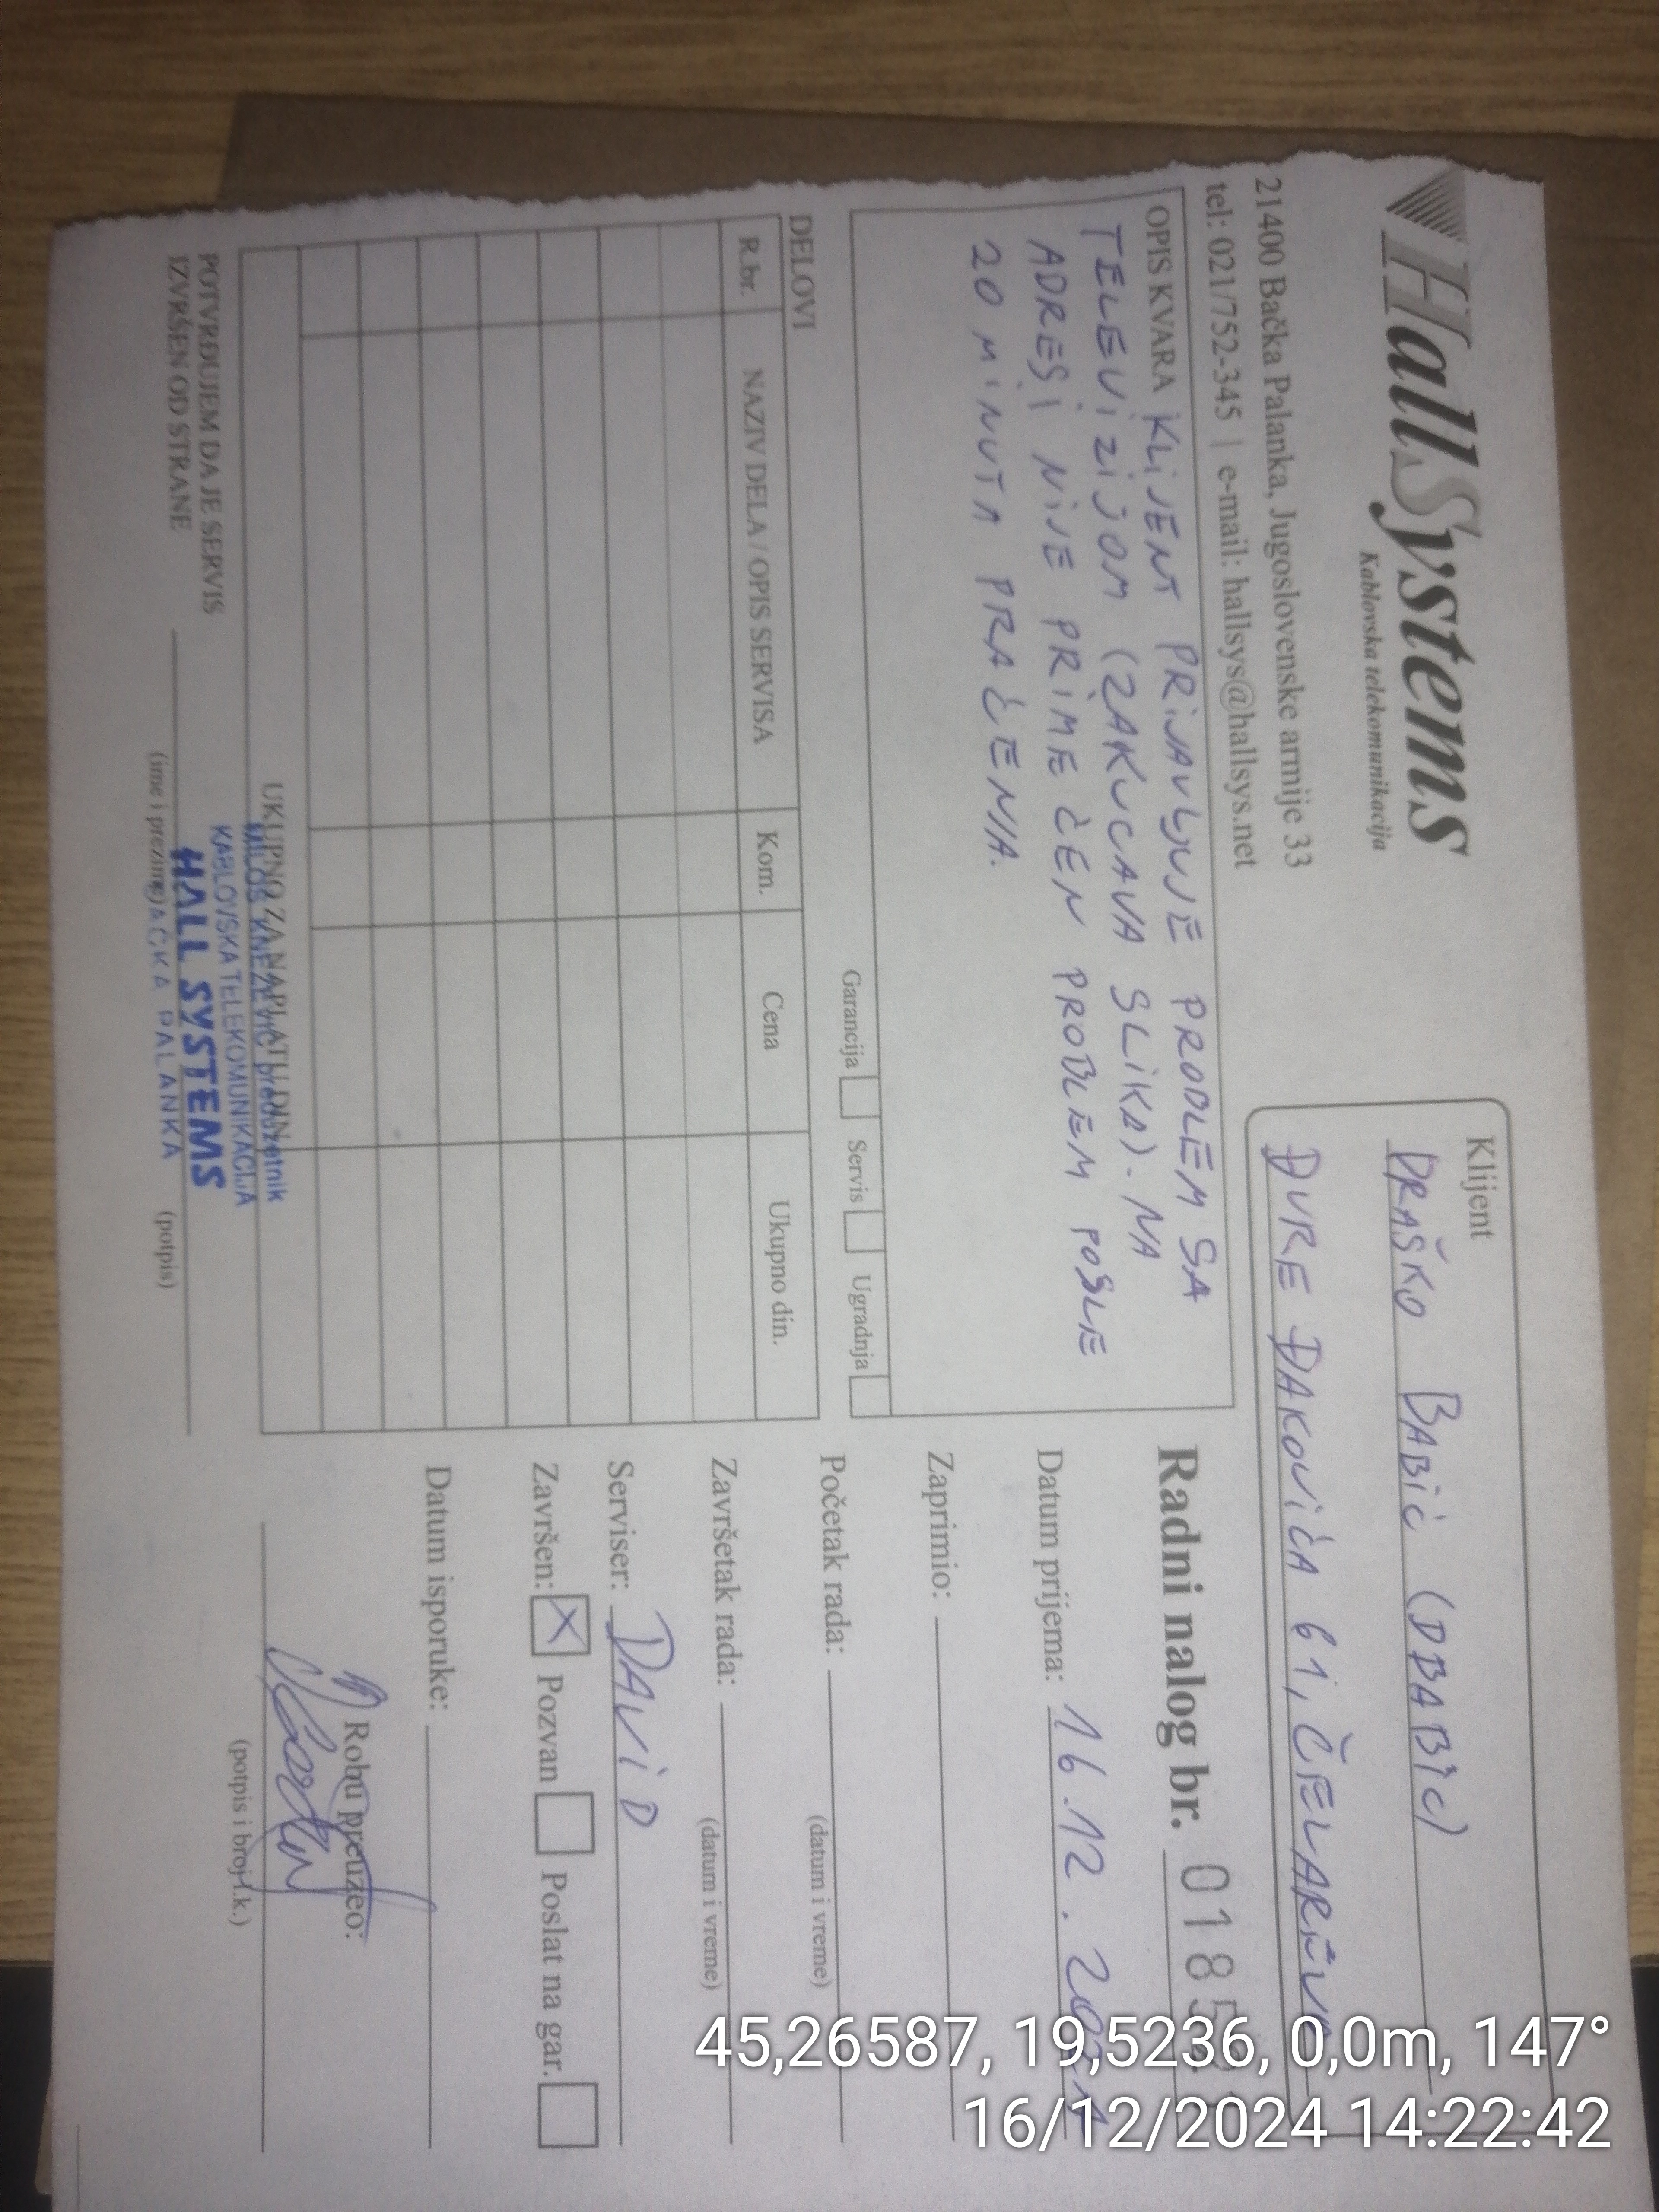 HallSystems
Kablovska telekomunikacija
21400 Bačka Palanka, Jugoslovenske armije 33
tel: 021/752-345 | e-mail: hallsys@hallsys.net
Klijent
DRAŠKO BABIĆ (DBABIC)
ĐURE ĐAKOVIĆA 61, ČELAREVO
OPIS KVARA KLIJENT PRIJAVLJUJE PROBLEM SA
TELEVIZIJOM (ZAKUCAVA SLIKA). NA
ADRESI NIJE PRIMEĆEN PROBLEM POSLE
20 MINUTA PRAĆENJA.
Garancija Servis Ugradnja
DELOVI
R.br. NAZIV DELA / OPIS SERVISA Kom. Cena Ukupno din.
UKUPNO ZA NAPLATU DIN.
POTVRĐUJEM DA JE SERVIS
IZVRŠEN OD STRANE
(ime i prezime) (potpis)
MILOŠ KNEŽEVIĆ preduzetnik
KABLOVSKA TELEKOMUNIKACIJA
HALL SYSTEMS
BAČKA PALANKA
Radni nalog br.
Datum prijema: 16.12.2024
Zaprimio:
Početak rada:
(datum i vreme)
Završetak rada:
(datum i vreme)
Serviser: DAVID
Završen: X Pozvan Poslat na gar.
Datum isporuke:
Robu preuzeo:
(potpis i broj l.k.)
45,26587, 19,5236, 0,0m, 147°
16/12/2024 14:22:42